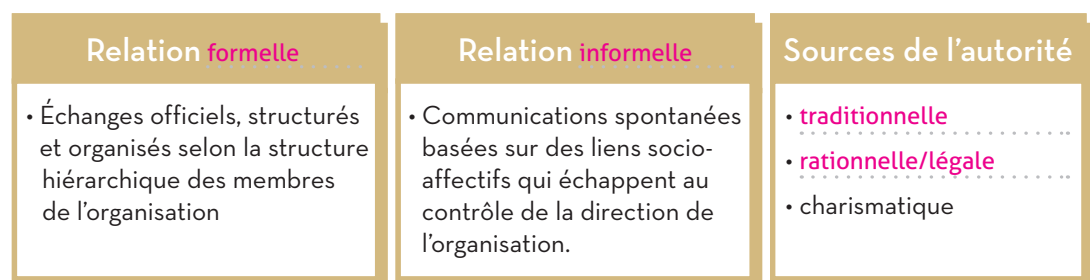 Relation formelle
• Échanges officiels, structurés
et organisés selon la structure
hiérarchique des membres
de l’organisation
Relation informelle
• Communications spontanées
basées sur des liens socio-
affectifs qui échappent au
contrôle de la direction de
l’organisation.
Sources de l’autorité
• traditionnelle
• rationnelle/légale
• charismatique